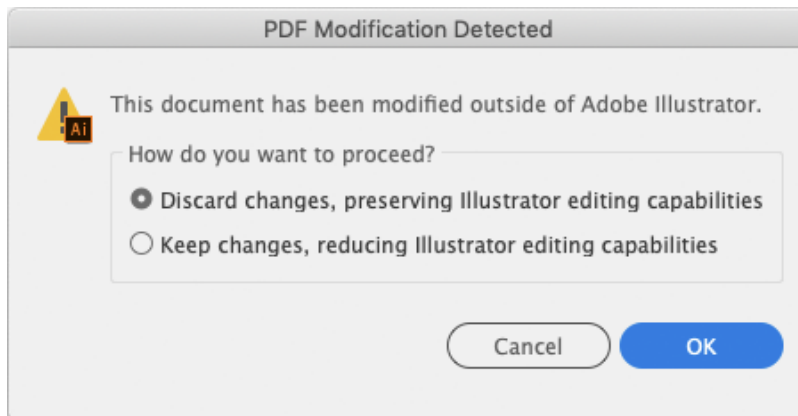 PDF Modification Detected
This document has been modified outside of Adobe Illustrator.
Ai
How do you want to proceed?
Discard changes, preserving Illustrator editing capabilities
Keep changes, reducing Illustrator editing capabilities
Cancel
OK